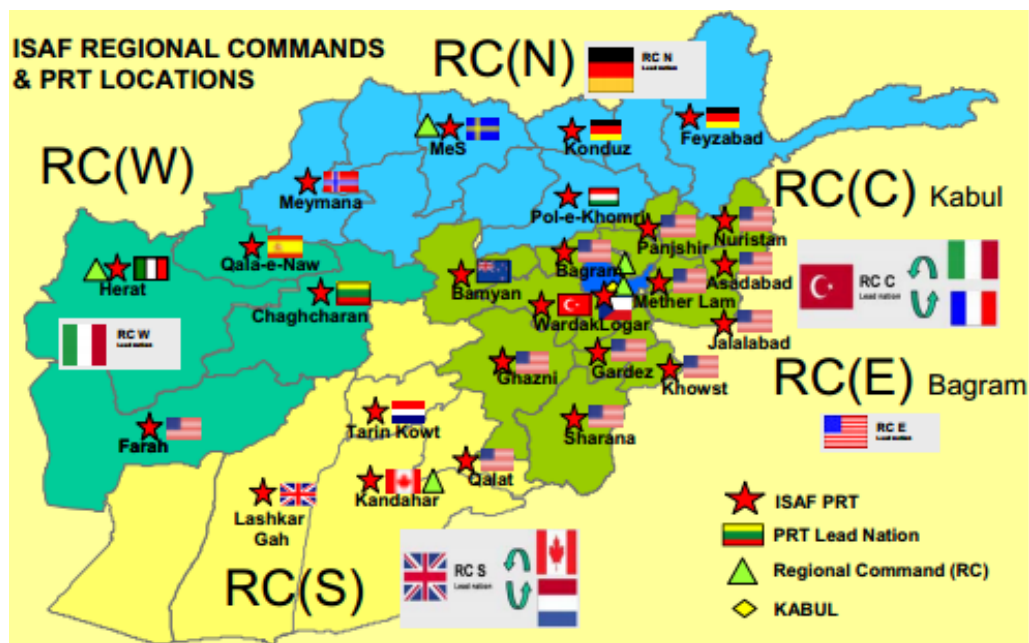 ISAF REGIONAL COMMANDS
& PRT LOCATIONS
RC(N)
RC N
Lead nation
RC(W)
MeS
Konduz
Feyzabad
Meymana
Pol-e-Khomri
RC(C) Kabul
Qala-e-Naw
Panjshir
Nuristan
Herat
Bagram
Asadabad
Bamyan
Mether Lam
RC C
Lead nation
Chaghcharan
WardakLogar
Jalalabad
RC W
Lead nation
Ghazni
Gardez
Khowst
RC(E) Bagram
Farah
Tarin Kowt
Sharana
RC E
Lead nation
Qalat
Kandahar
Lashkar
Gah
RC(S)
RC S
Lead nation
ISAF PRT
PRT Lead Nation
Regional Command (RC)
KABUL